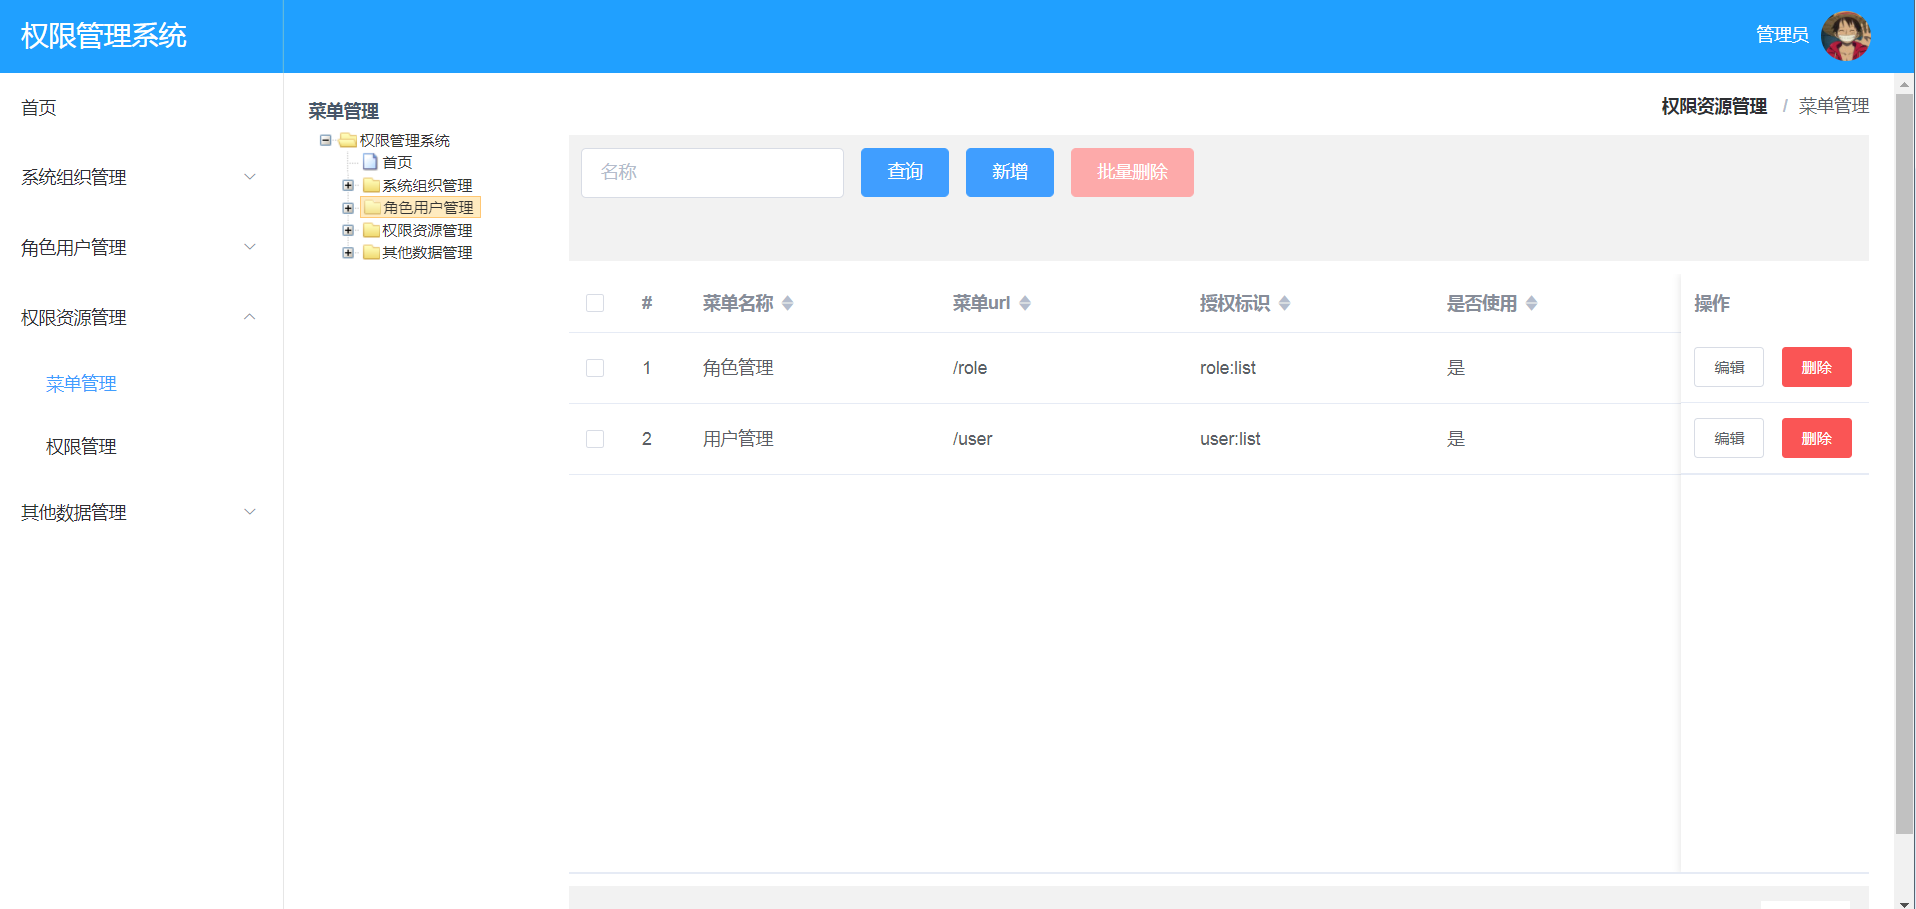 权限管理系统
管理员
首页
系统组织管理
角色用户管理
权限资源管理
菜单管理
权限管理
其他数据管理
菜单管理
权限管理系统
首页
系统组织管理
角色用户管理
权限资源管理
其他数据管理
权限资源管理 / 菜单管理
名称 查询 新增 批量删除
# 菜单名称 菜单url 授权标识 是否使用 操作
1 角色管理 /role role:list 是 编辑 删除
2 用户管理 /user user:list 是 编辑 删除